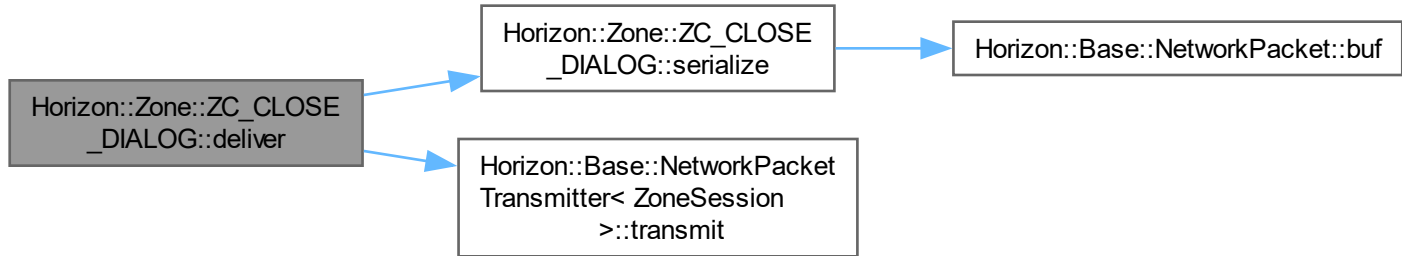 Horizon::Zone::ZC_CLOSE
_DIALOG::deliver
Horizon::Zone::ZC_CLOSE
_DIALOG::serialize
Horizon::Base::NetworkPacket::buf
Horizon::Base::NetworkPacket
Transmitter< ZoneSession
>::transmit